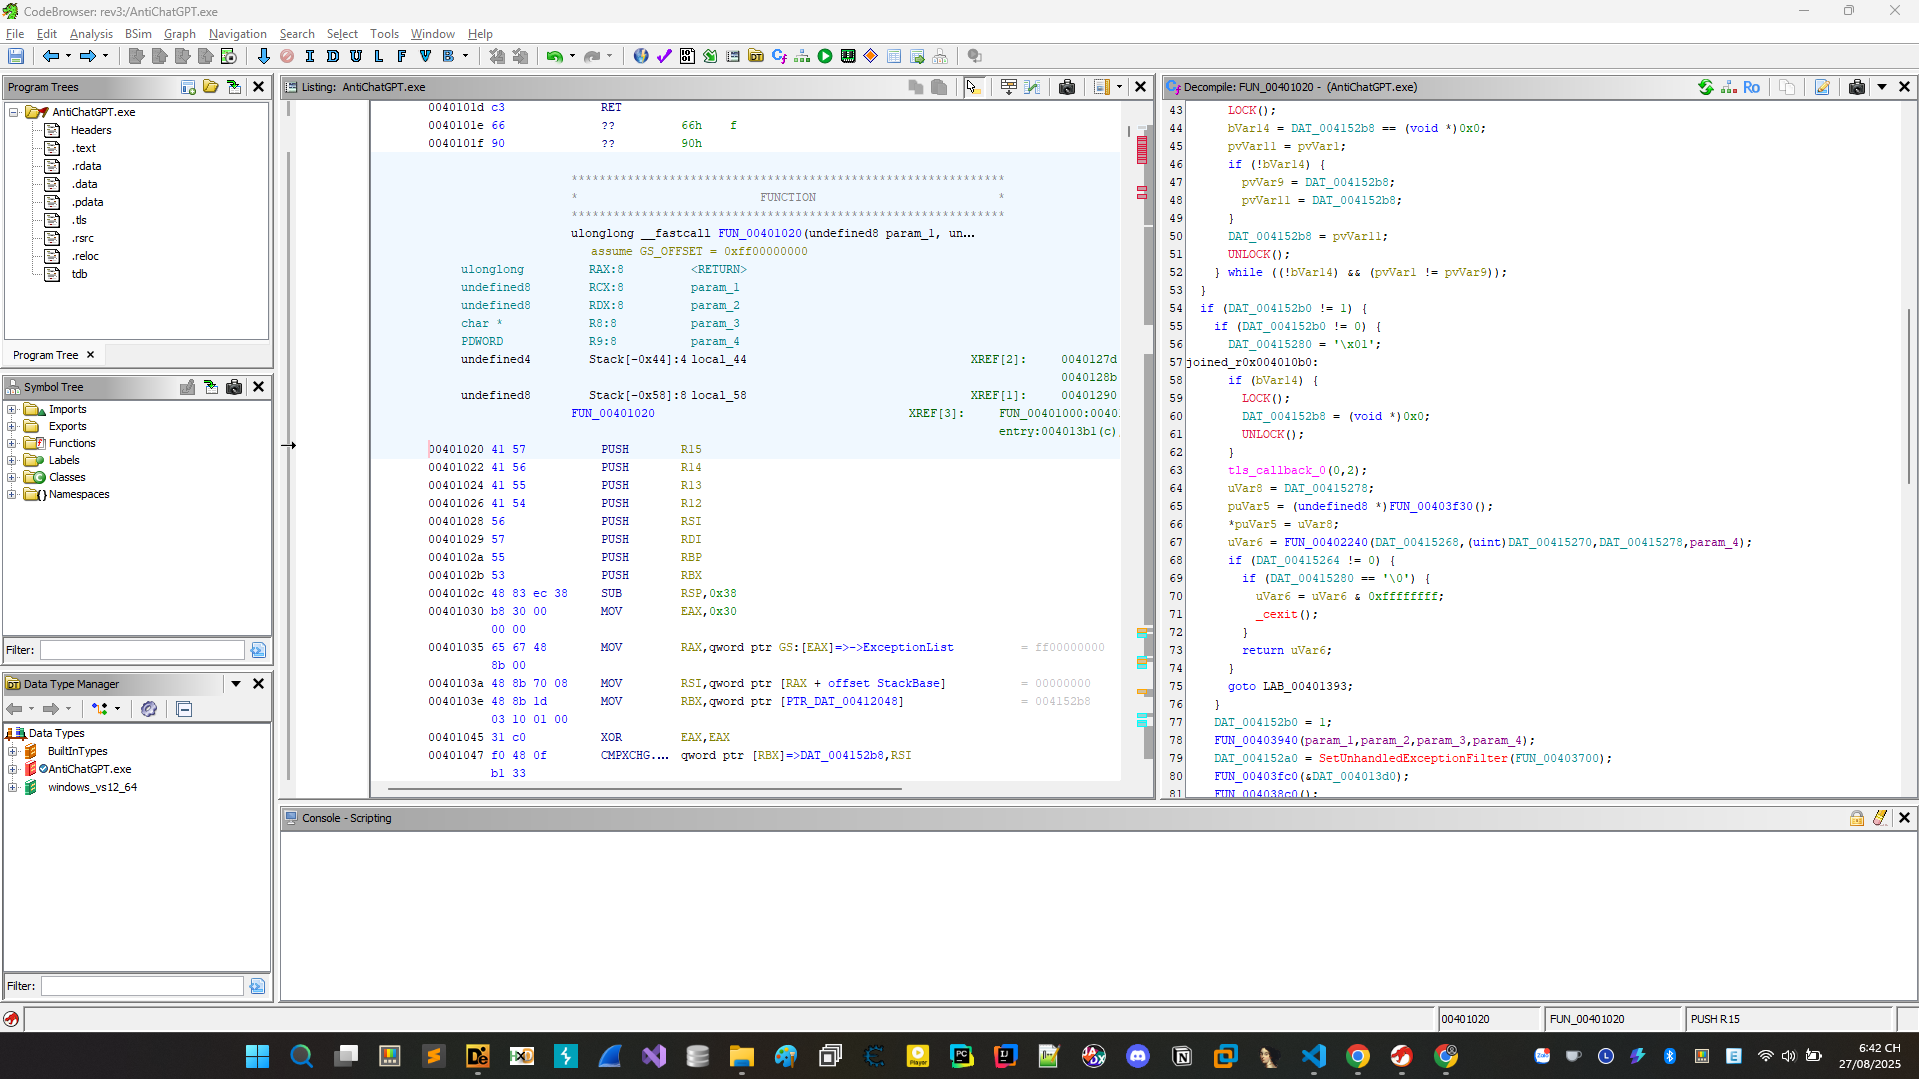 CodeBrowser: rev3:/AntiChatGPT.exe
File Edit Analysis BSim Graph Navigation Search Select Tools Window Help
I D U L F V B
Program Trees
AntiChatGPT.exe
Headers
.text
.rdata
.data
.pdata
.tls
.rsrc
.reloc
tdb
Program Tree
Symbol Tree
Imports
Exports
Functions
Labels
Classes
Namespaces
Filter:
Data Type Manager
Data Types
BuiltInTypes
AntiChatGPT.exe
windows_vs12_64
Filter:
Listing: AntiChatGPT.exe
0040101d c3 RET
0040101e 66 ?? 66h f
0040101f 90 ?? 90h
**************************************************************
* FUNCTION *
**************************************************************
ulonglong __fastcall FUN_00401020(undefined8 param_1, un...
assume GS_OFFSET = 0xff00000000
ulonglong RAX:8 <RETURN>
undefined8 RCX:8 param_1
undefined8 RDX:8 param_2
char * R8:8 param_3
PDWORD R9:8 param_4
undefined4 Stack[-0x44]:4 local_44 XREF[2]: 0040127d
0040128b
undefined8 Stack[-0x58]:8 local_58 XREF[1]: 00401290
FUN_00401020 XREF[3]: FUN_00401000:0040
entry:004013b1(c)
00401020 41 57 PUSH R15
00401022 41 56 PUSH R14
00401024 41 55 PUSH R13
00401026 41 54 PUSH R12
00401028 56 PUSH RSI
00401029 57 PUSH RDI
0040102a 55 PUSH RBP
0040102b 53 PUSH RBX
0040102c 48 83 ec 38 SUB RSP,0x38
00401030 b8 30 00 MOV EAX,0x30
00 00
00401035 65 67 48 MOV RAX,qword ptr GS:[EAX]=>->ExceptionList = ff00000000
8b 00
0040103a 48 8b 70 08 MOV RSI,qword ptr [RAX + offset StackBase] = 00000000
0040103e 48 8b 1d MOV RBX,qword ptr [PTR_DAT_00412048] = 004152b8
03 10 01 00
00401045 31 c0 XOR EAX,EAX
00401047 f0 48 0f CMPXCHG.... qword ptr [RBX]=>DAT_004152b8,RSI
b1 33
Decompile: FUN_00401020 - (AntiChatGPT.exe)
Ro
43 LOCK();
44 bVar14 = DAT_004152b8 == (void *)0x0;
45 pvVar11 = pvVar1;
46 if (!bVar14) {
47 pvVar9 = DAT_004152b8;
48 pvVar11 = DAT_004152b8;
49 }
50 DAT_004152b8 = pvVar11;
51 UNLOCK();
52 } while ((!bVar14) && (pvVar1 != pvVar9));
53 }
54 if (DAT_004152b0 != 1) {
55 if (DAT_004152b0 != 0) {
56 DAT_00415280 = '\x01';
57 joined_r0x004010b0:
58 if (bVar14) {
59 LOCK();
60 DAT_004152b8 = (void *)0x0;
61 UNLOCK();
62 }
63 tls_callback_0(0,2);
64 uVar8 = DAT_00415278;
65 puVar5 = (undefined8 *)FUN_00403f30();
66 *puVar5 = uVar8;
67 uVar6 = FUN_00402240(DAT_00415268,(uint)DAT_00415270,DAT_00415278,param_4);
68 if (DAT_00415264 != 0) {
69 if (DAT_00415280 == '\0') {
70 uVar6 = uVar6 & 0xffffffff;
71 _cexit();
72 }
73 return uVar6;
74 }
75 goto LAB_00401393;
76 }
77 DAT_004152b0 = 1;
78 FUN_00403940(param_1,param_2,param_3,param_4);
79 DAT_004152a0 = SetUnhandledExceptionFilter(FUN_00403700);
80 FUN_00403fc0(&DAT_004013d0);
81 FUN_004038c0();
Console - Scripting
00401020 FUN_00401020 PUSH R15
6:42 CH
27/08/2025